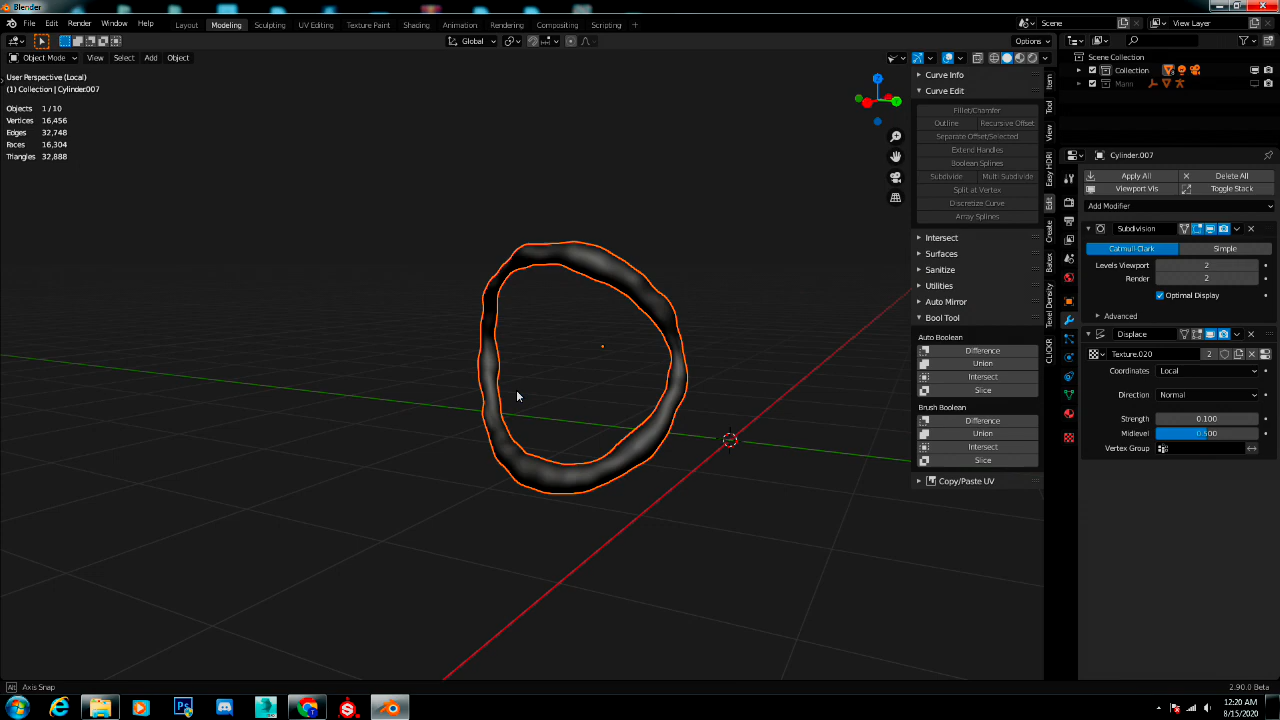 Blender
File Edit Render Window Help Layout Modeling Sculpting UV Editing Texture Paint Shading Animation Rendering Compositing Scripting + Scene View Layer
Global Options
Object Mode View Select Add Object
User Perspective (Local)
(1) Collection | Cylinder.007
Objects 1 / 10
Vertices 16,456
Edges 32,748
Faces 16,304
Triangles 32,888
Z
Y
Curve Info
Curve Edit
Fillet/Chamfer
Outline Recursive Offset
Separate Offset/Selected
Extend Handles
Boolean Splines
Subdivide Multi Subdivide
Split at Vertex
Discretize Curve
Array Splines
Intersect
Surfaces
Sanitize
Utilities
Auto Mirror
Bool Tool
Auto Boolean
Difference
Union
Intersect
Slice
Brush Boolean
Difference
Union
Intersect
Slice
Copy/Paste UV
Item
Tool
View
Easy HDRI
Edit
Create
Batex
Texel Density
CLICKR
Scene Collection
Collection
Mann
Cylinder.007
Apply All Delete All
Viewport Vis Toggle Stack
Add Modifier
Subdivision
Catmull-Clark Simple
Levels Viewport 2
Render 2
Optimal Display
Advanced
Displace
Texture.020 2
Coordinates Local
Direction Normal
Strength 0.100
Midlevel 0.500
Vertex Group
Alt Axis Snap 2.90.0 Beta
Ps
12:20 AM
8/15/2020